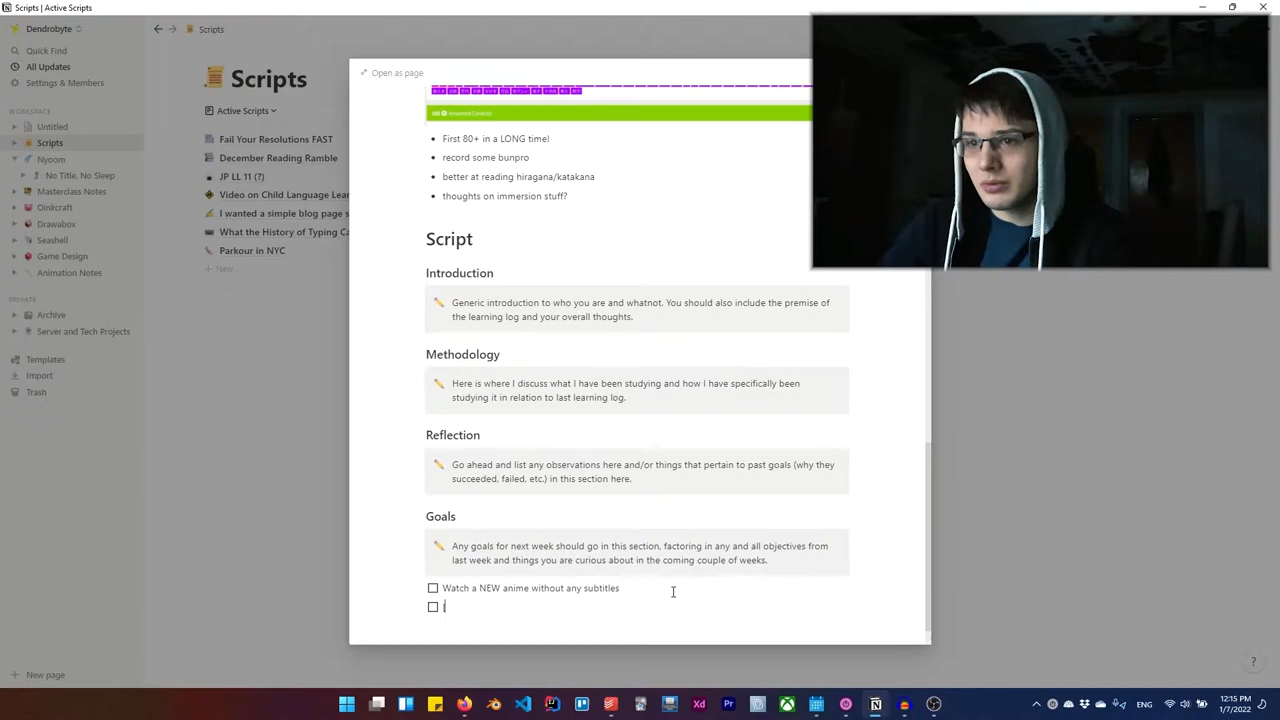 Scripts | Active Scripts
Dendrobyte
Quick Find
All Updates
Settings & Members
WORKSPACE
Untitled
Scripts
Nyoom
No Title, No Sleep
Masterclass Notes
Oinkcraft
Drawabox
Seashell
Game Design
Animation Notes
PRIVATE
Archive
Server and Tech Projects
Templates
Import
Trash
New page
Scripts
Scripts
Active Scripts
Fail Your Resolutions FAST
December Reading Ramble
JP LL 11 (?)
Video on Child Language Lear
I wanted a simple blog page s
What the History of Typing Ca
Parkour in NYC
New
Open as page
Answered Correctly
First 80+ in a LONG time!
record some bunpro
better at reading hiragana/katakana
thoughts on immersion stuff?
Script
Introduction
Generic introduction to who you are and whatnot. You should also include the premise of
the learning log and your overall thoughts.
Methodology
Here is where I discuss what I have been studying and how I have specifically been
studying it in relation to last learning log.
Reflection
Go ahead and list any observations here and/or things that pertain to past goals (why they
succeeded, failed, etc.) in this section here.
Goals
Any goals for next week should go in this section, factoring in any and all objectives from
last week and things you are curious about in the coming couple of weeks.
Watch a NEW anime without any subtitles
?
12:15 PM
1/7/2022